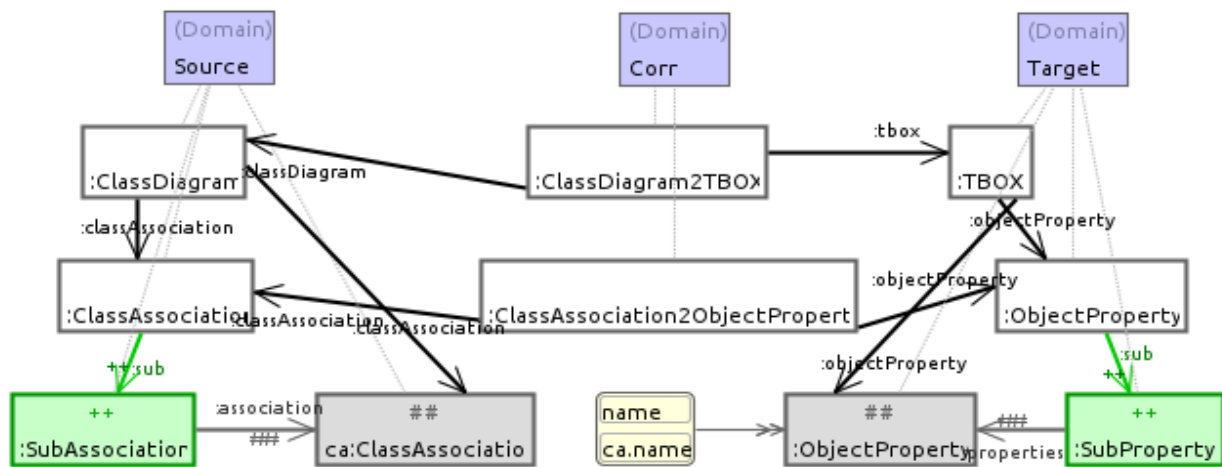 (Domain)
Source
(Domain)
Corr
(Domain)
Target
:tbox
:classDiagram
:ClassDiagram
:ClassDiagram2TBOX
:TBOX
:classAssociation
:objectProperty
:objectProperty
:ClassAssociation
:classAssociation
:classAssociation
:ClassAssociation2ObjectPropert
:ObjectProperty
++
:sub
:objectProperty
:sub
++
++
:SubAssociation
:association
###
##
ca:ClassAssociatio
name
ca.name
##
:ObjectProperty
###
:properties
++
:SubProperty